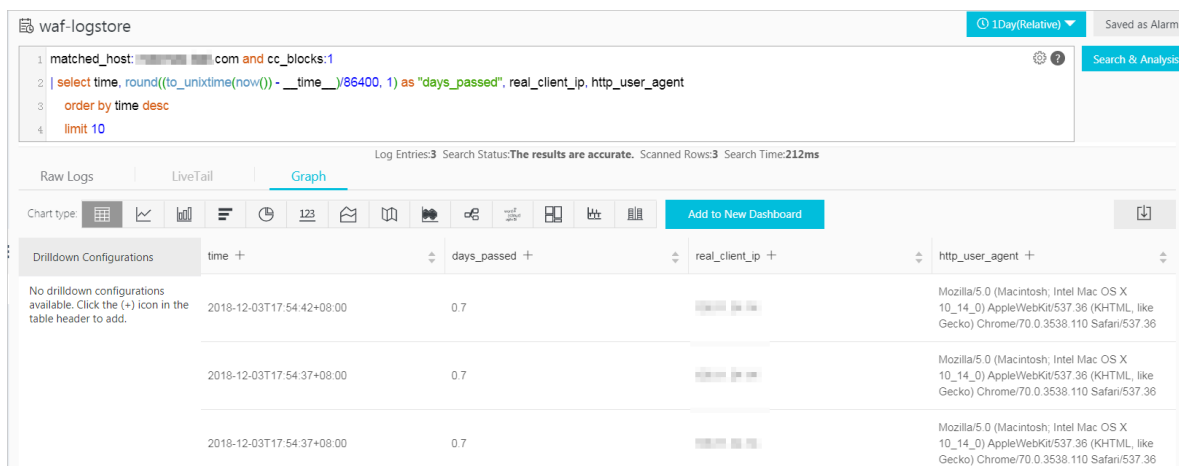 waf-logstore
1Day(Relative)
Saved as Alarm
1 matched_host: .com and cc_blocks:1
2 | select time, round((to_unixtime(now()) - __time__)/86400, 1) as "days_passed", real_client_ip, http_user_agent
3 order by time desc
4 limit 10
Search & Analysis
Log Entries:3 Search Status:The results are accurate. Scanned Rows:3 Search Time:212ms
Raw Logs
LiveTail
Graph
Chart type:
123
Add to New Dashboard
Drilldown Configurations
time
days_passed
real_client_ip
http_user_agent
No drilldown configurations
available. Click the (+) icon in the
table header to add.
2018-12-03T17:54:42+08:00
0.7
Mozilla/5.0 (Macintosh; Intel Mac OS X
10_14_0) AppleWebKit/537.36 (KHTML, like
Gecko) Chrome/70.0.3538.110 Safari/537.36
2018-12-03T17:54:37+08:00
0.7
Mozilla/5.0 (Macintosh; Intel Mac OS X
10_14_0) AppleWebKit/537.36 (KHTML, like
Gecko) Chrome/70.0.3538.110 Safari/537.36
2018-12-03T17:54:37+08:00
0.7
Mozilla/5.0 (Macintosh; Intel Mac OS X
10_14_0) AppleWebKit/537.36 (KHTML, like
Gecko) Chrome/70.0.3538.110 Safari/537.36